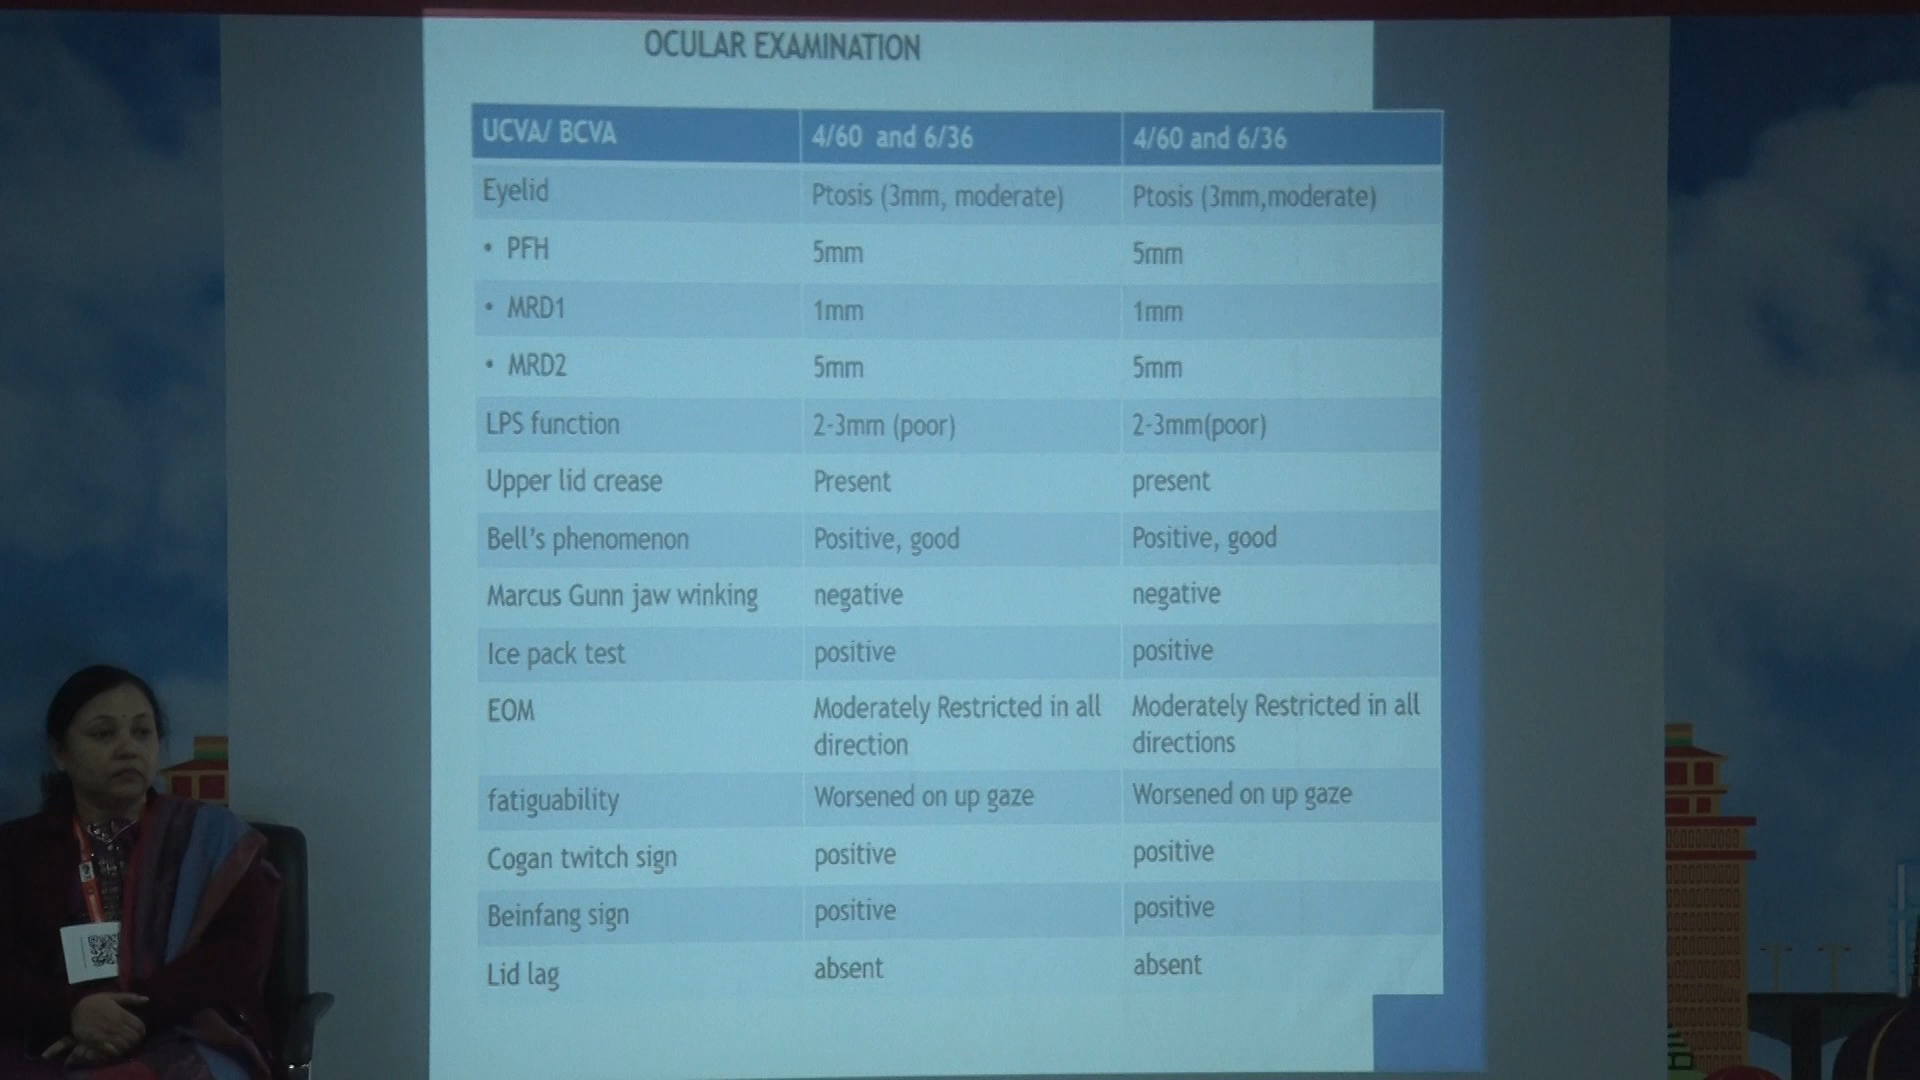 OCULAR EXAMINATION
UCVA/ BCVA 4/60 and 6/36 4/60 and 6/36
Eyelid Ptosis (3mm, moderate) Ptosis (3mm,moderate)
• PFH 5mm 5mm
• MRD1 1mm 1mm
• MRD2 5mm 5mm
LPS function 2-3mm (poor) 2-3mm(poor)
Upper lid crease Present present
Bell's phenomenon Positive, good Positive, good
Marcus Gunn jaw winking negative negative
Ice pack test positive positive
EOM Moderately Restricted in all Moderately Restricted in all
direction directions
fatiguability Worsened on up gaze Worsened on up gaze
Cogan twitch sign positive positive
Beinfang sign positive positive
Lid lag absent absent